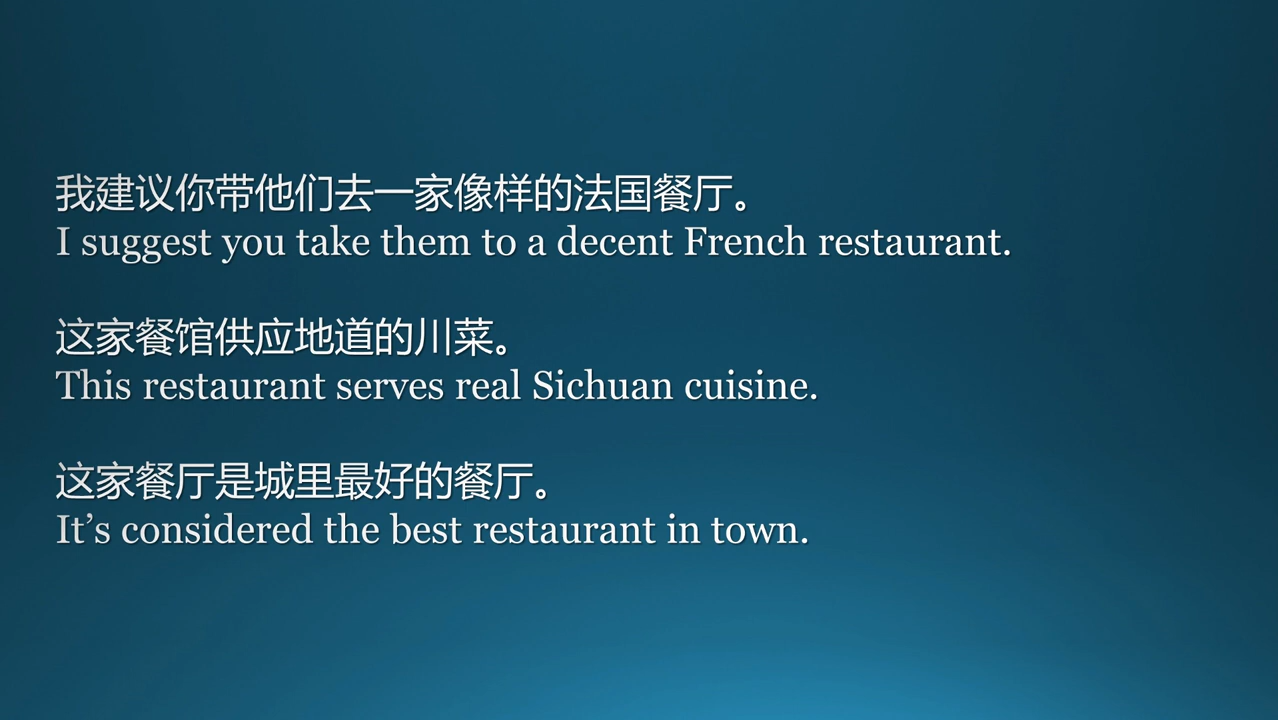 我建议你带他们去一家像样的法国餐厅。
I suggest you take them to a decent French restaurant.
这家餐馆供应地道的川菜。
This restaurant serves real Sichuan cuisine.
这家餐厅是城里最好的餐厅。
It’s considered the best restaurant in town.